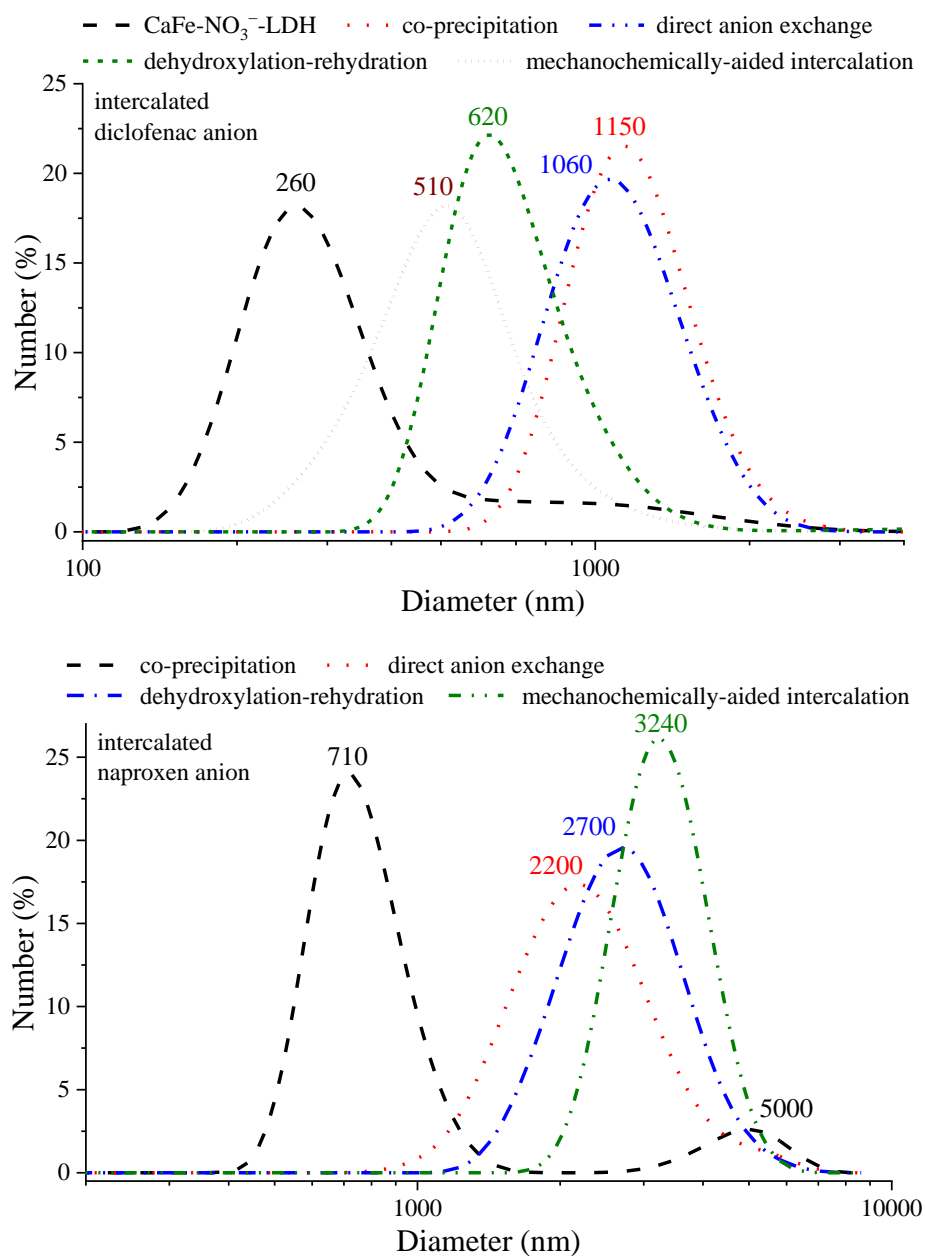 CaFe-NO₃⁻-LDH co-precipitation direct anion exchange
dehydroxylation-rehydration mechanochemically-aided intercalation
25
20
15
10
5
0
Number (%)
intercalated
diclofenac anion
260
510
620
1060
1150
100 1000
Diameter (nm)
co-precipitation direct anion exchange
dehydroxylation-rehydration mechanochemically-aided intercalation
25
20
15
10
5
0
Number (%)
intercalated
naproxen anion
710
2200
2700
3240
5000
1000 10000
Diameter (nm)